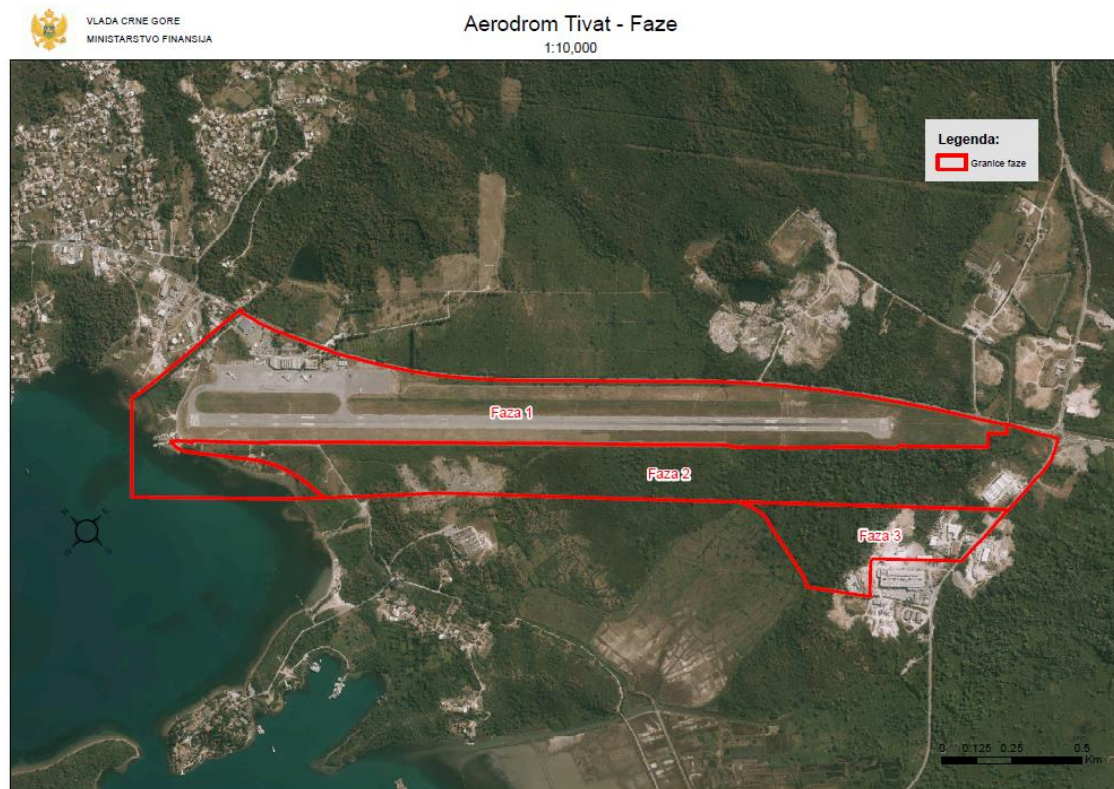 VLADA CRNE GORE
MINISTARSTVO FINANSIJA
Aerodrom Tivat - Faze
1:10,000
Legenda:
Granice faze
Faza 1
Faza 2
Faza 3
0 0.125 0.25 0.5
Km